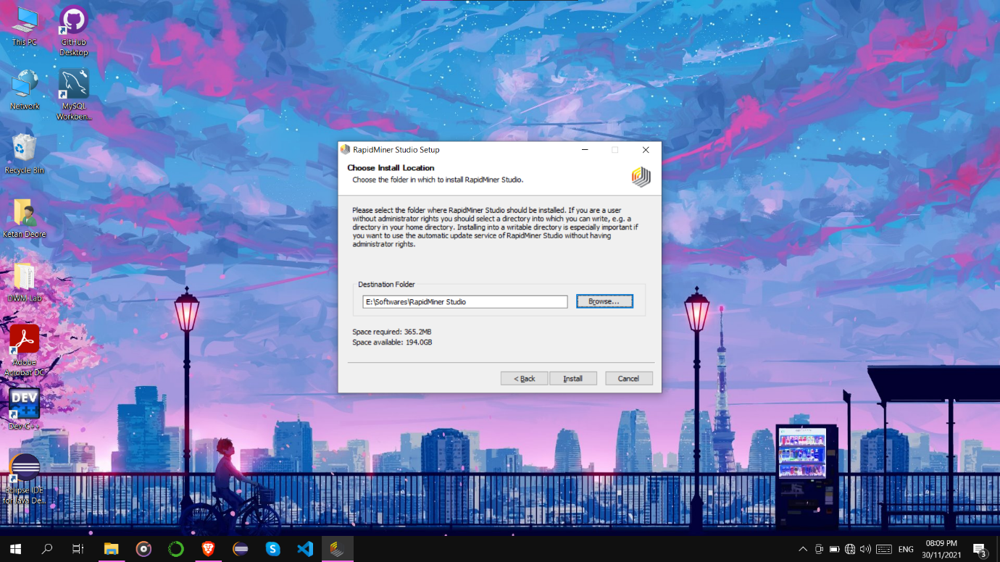 This PC
GitHub
Desktop
Network
MySQL
Workben...
Recycle Bin
Ketan Deore
DWM Lab
Adobe
Acrobat DC
DEV
C++
Dev-C++
Eclipse IDE
for Java De...
RapidMiner Studio Setup
Choose Install Location
Choose the folder in which to install RapidMiner Studio.
Please select the folder where RapidMiner Studio should be installed. If you are a user
without administrator rights you should select a directory into which you can write, e.g. a
directory in your home directory. Installing into a writable directory is especially important if
you want to use the automatic update service of RapidMiner Studio without having
administrator rights.
Destination Folder
E:\Softwares\RapidMiner Studio
Browse...
Space required: 365.2MB
Space available: 194.0GB
< Back
Install
Cancel
S
ENG
08:09 PM
30/11/2021
3